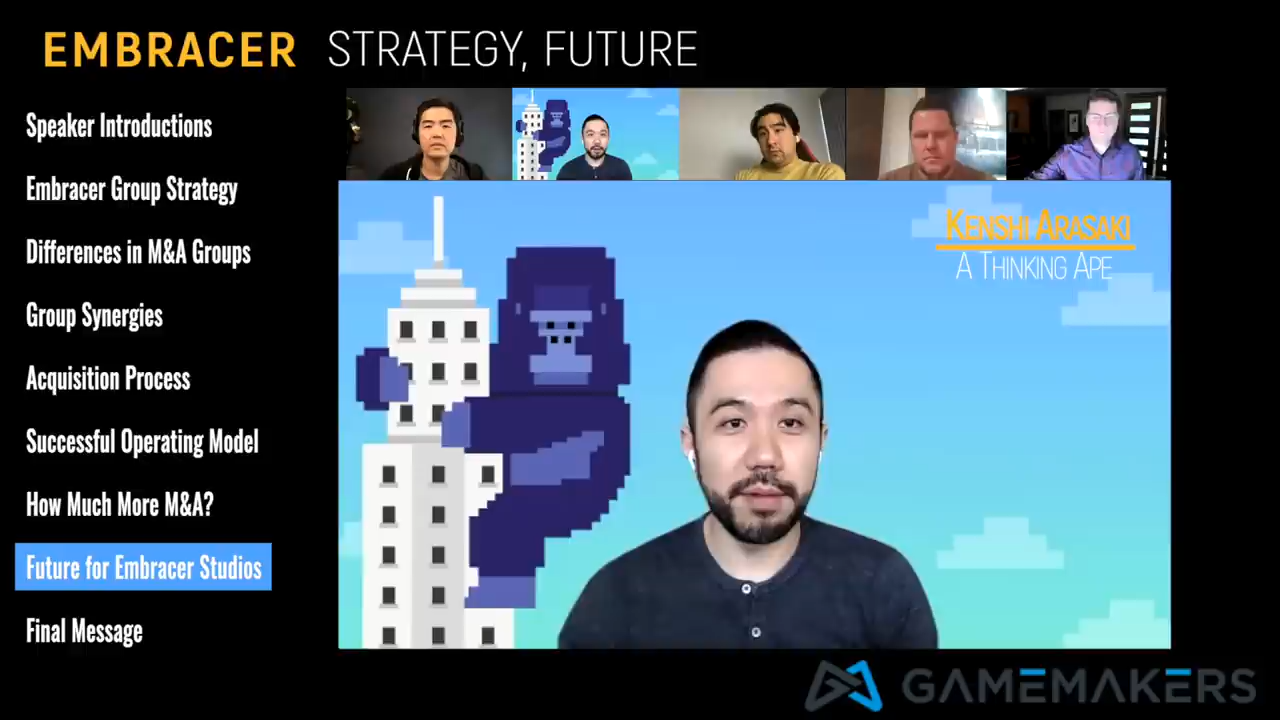 EMBRACER STRATEGY, FUTURE
Speaker Introductions
Embracer Group Strategy
Differences in M&A Groups
Group Synergies
Acquisition Process
Successful Operating Model
How Much More M&A?
Future for Embracer Studios
Final Message
KENSHI ARASAKI
A THINKING APE
GAMEMAKERS